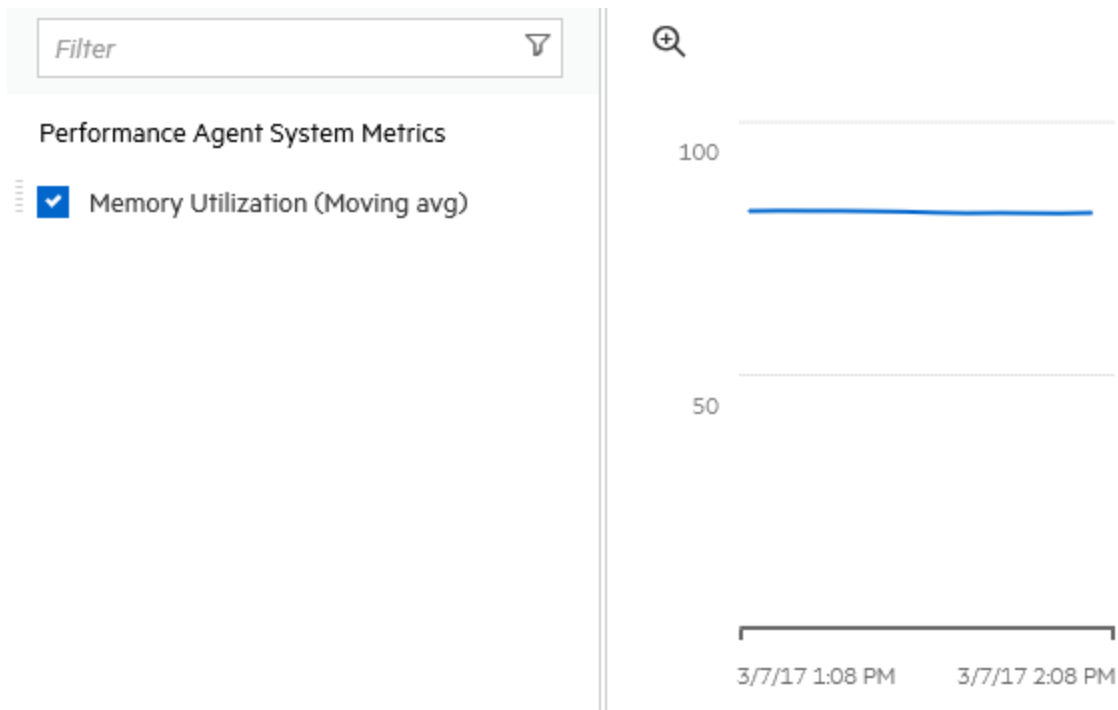 Filter
Performance Agent System Metrics
Memory Utilization (Moving avg)
100
50
3/7/17 1:08 PM
3/7/17 2:08 PM